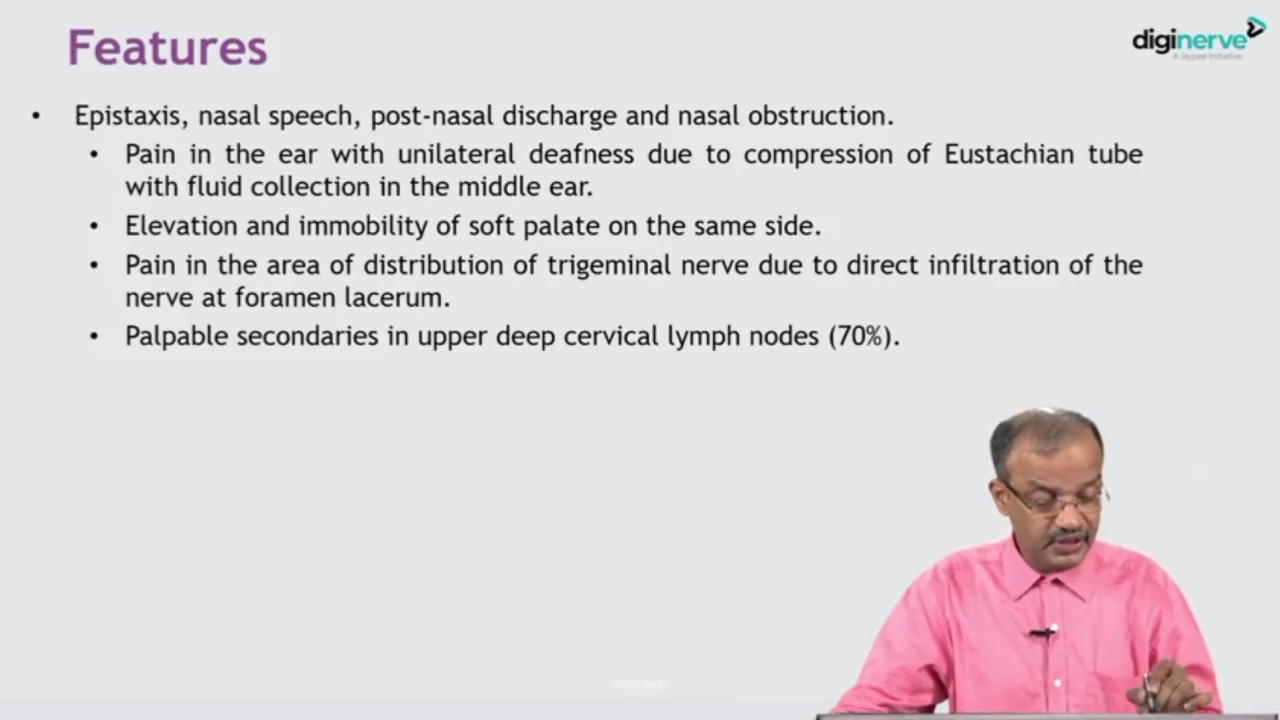 Features
diginerve
A Jaypee Initiative
• Epistaxis, nasal speech, post-nasal discharge and nasal obstruction.
• Pain in the ear with unilateral deafness due to compression of Eustachian tube
with fluid collection in the middle ear.
• Elevation and immobility of soft palate on the same side.
• Pain in the area of distribution of trigeminal nerve due to direct infiltration of the
nerve at foramen lacerum.
• Palpable secondaries in upper deep cervical lymph nodes (70%).